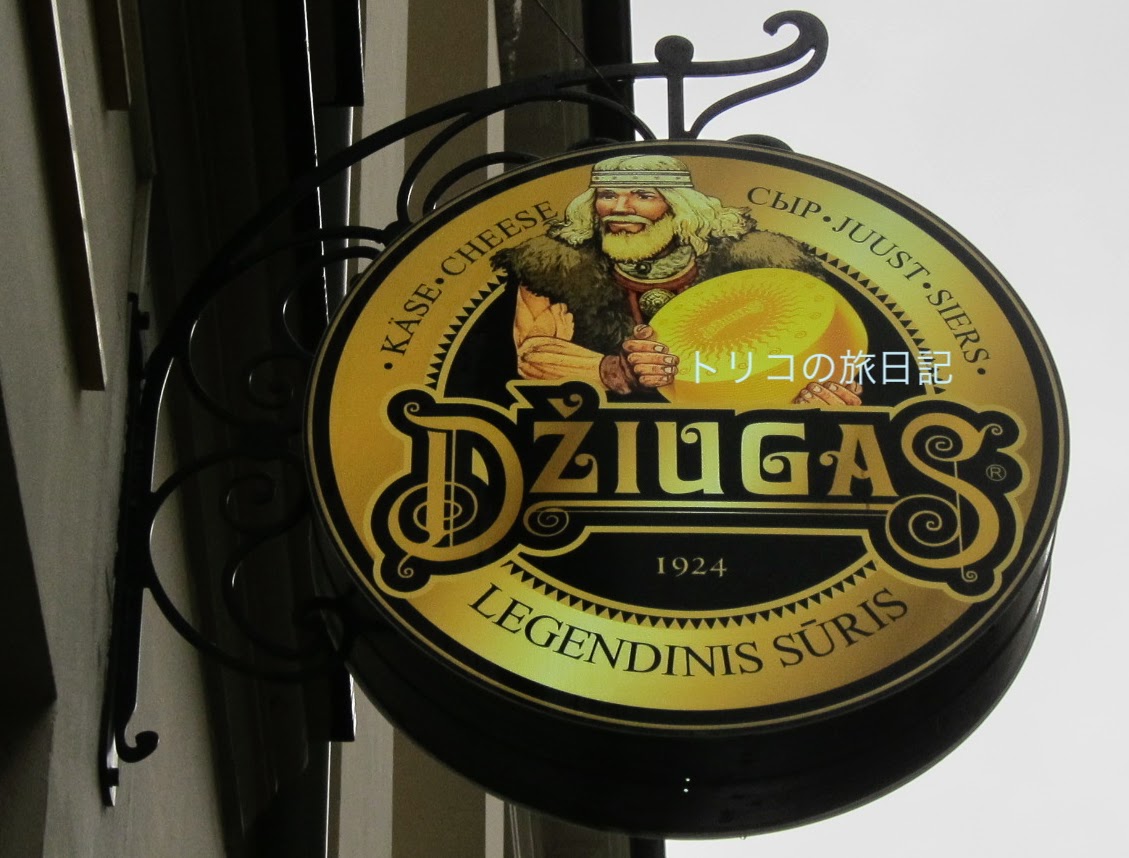 • KÄSE • CHEESE
СЫР • JUUST • SIERS •
トリコの旅日記
DŽIUGAS ®
1924
LEGENDINIS SŪRIS